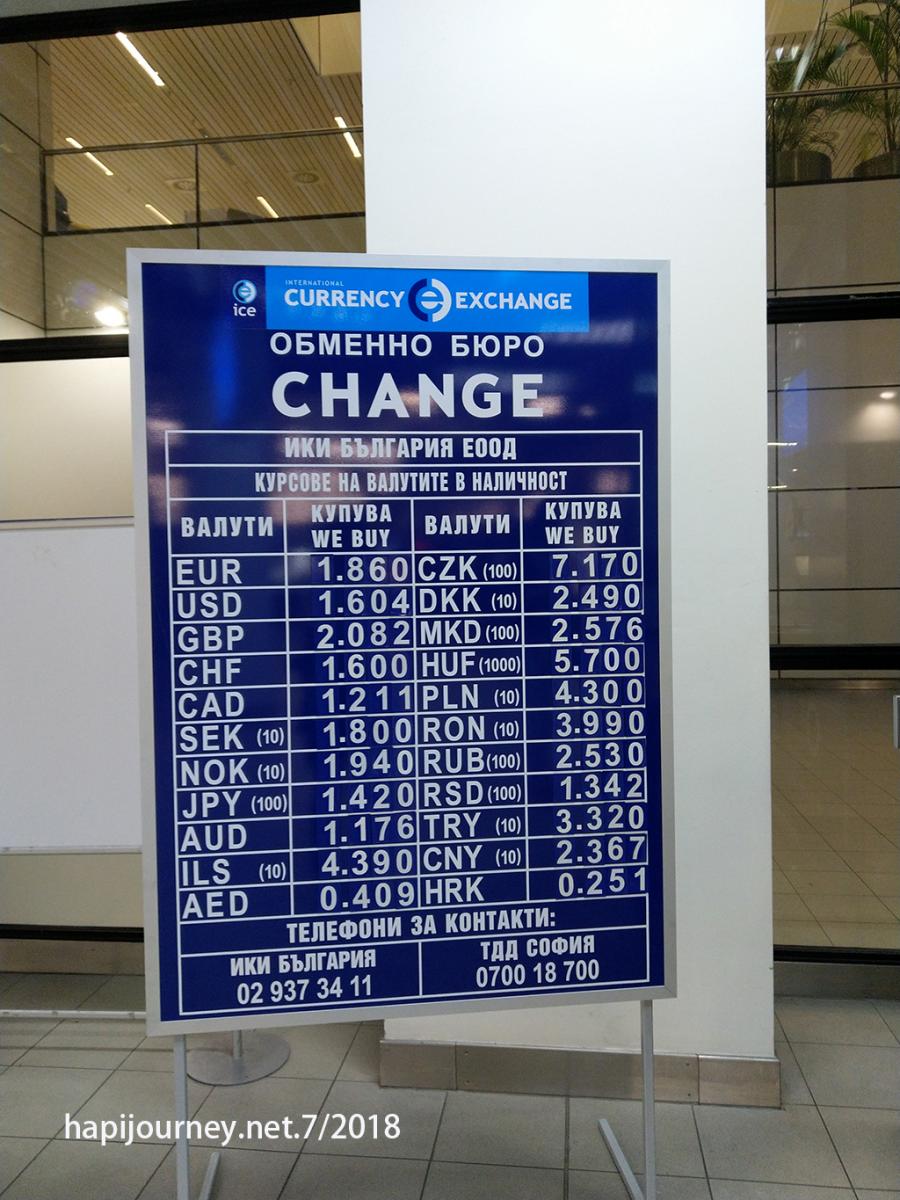 ice
INTERNATIONAL
CURRENCY EXCHANGE
ОБМЕННО БЮРО
CHANGE
ИКИ БЪЛГАРИЯ ЕООД
КУРСОВЕ НА ВАЛУТИТЕ В НАЛИЧНОСТ
ВАЛУТИ КУПУВА WE BUY ВАЛУТИ КУПУВА WE BUY
EUR 1.860 CZK (100) 7.170
USD 1.604 DKK (10) 2.490
GBP 2.082 MKD (100) 2.576
CHF 1.600 HUF (1000) 5.700
CAD 1.211 PLN (10) 4.300
SEK (10) 1.800 RON (10) 3.990
NOK (10) 1.940 RUB (100) 2.530
JPY (100) 1.420 RSD (100) 1.342
AUD 1.176 TRY (10) 3.320
ILS (10) 4.390 CNY (10) 2.367
AED 0.409 HRK 0.251
ТЕЛЕФОНИ ЗА КОНТАКТИ:
ИКИ БЪЛГАРИЯ ТДД СОФИЯ
02 937 34 11 0700 18 700
hapijourney.net.7/2018